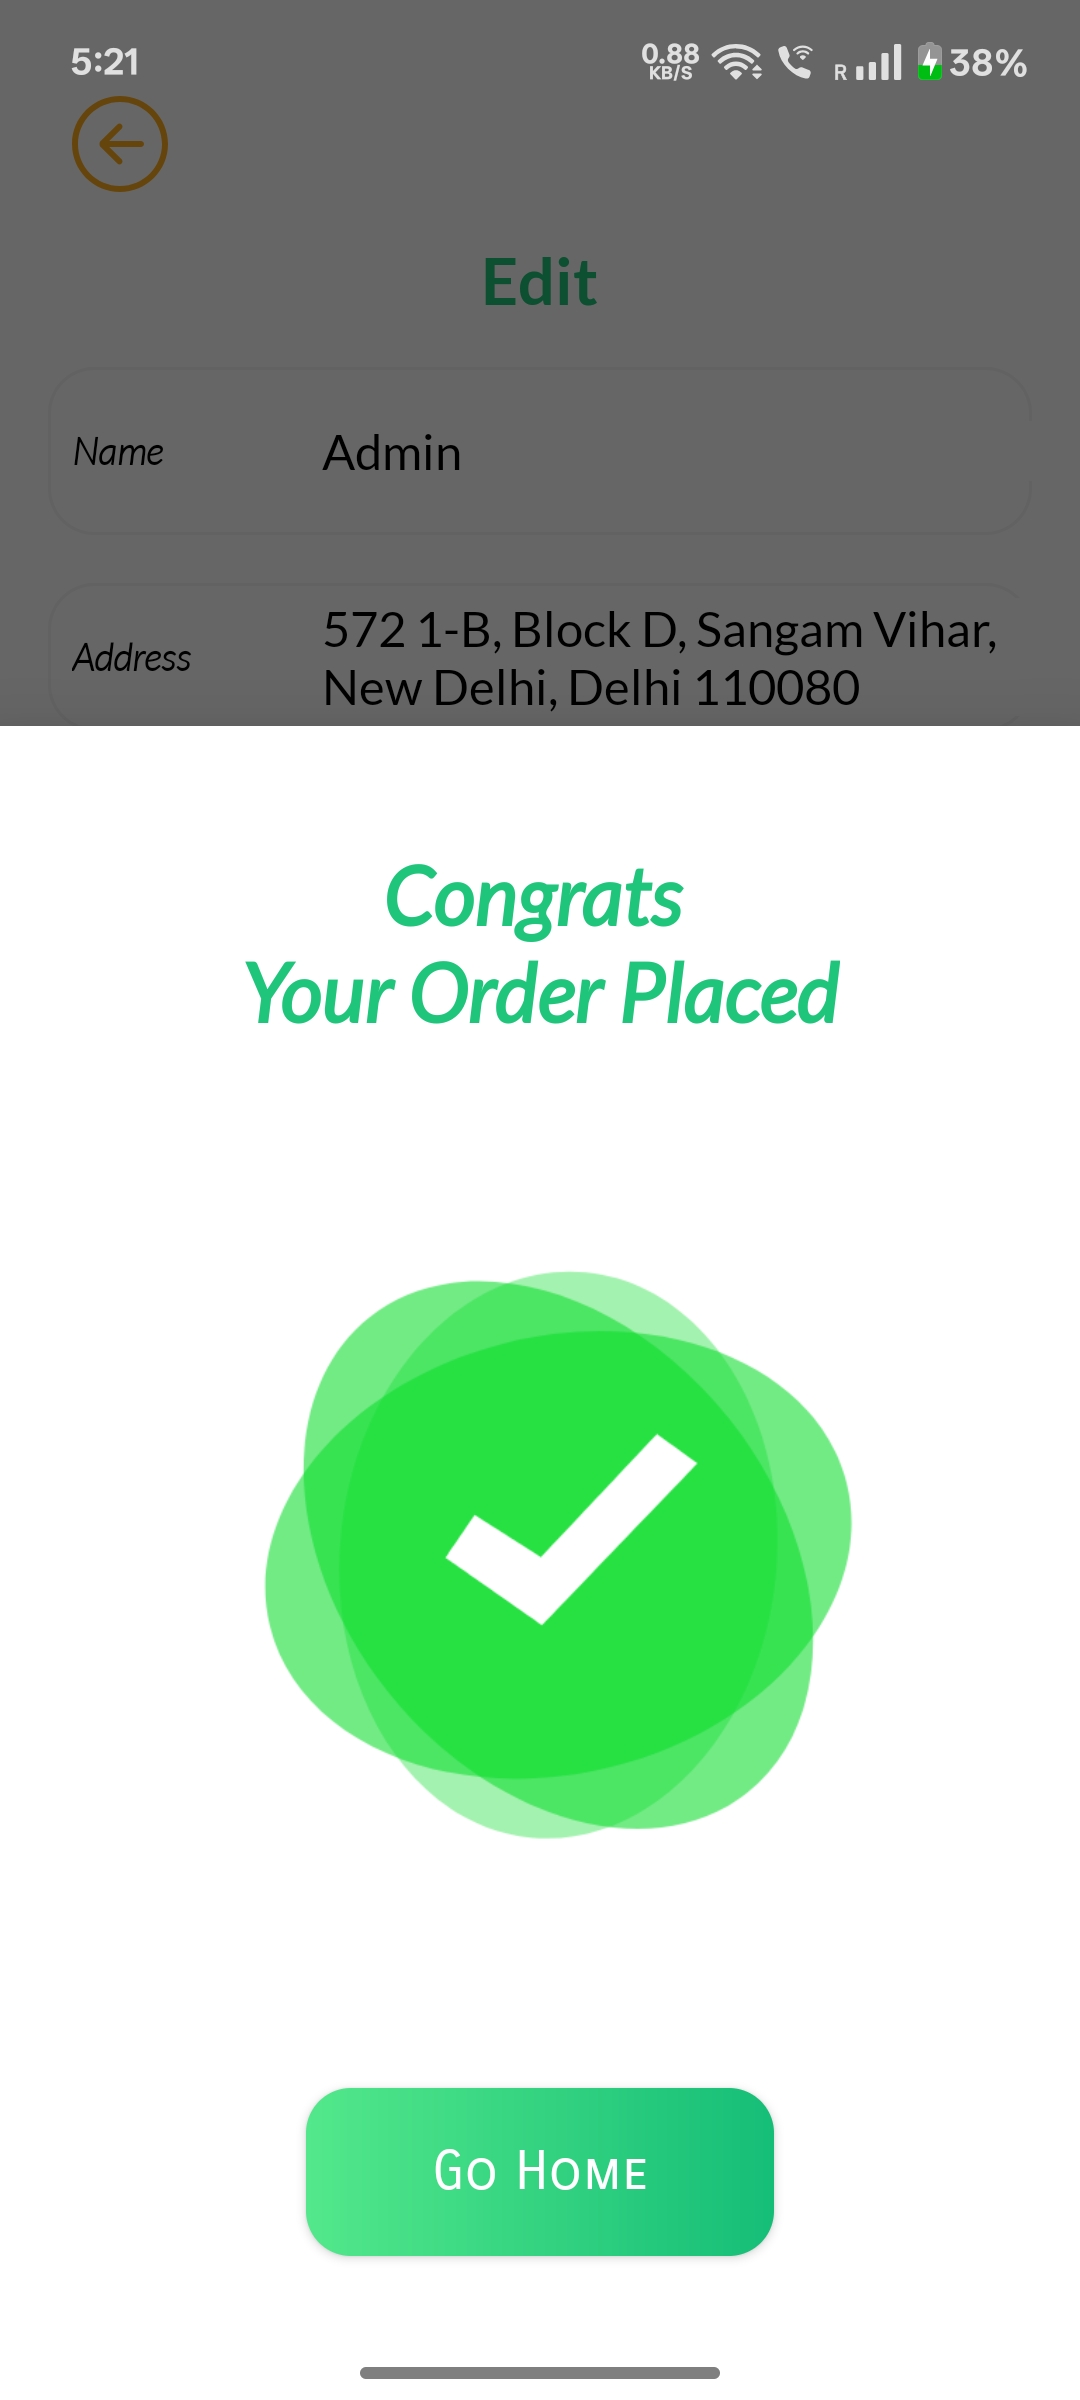 5:21
0.88
KB/S
R
38%
Edit
Name
Admin
Address
572 1-B, Block D, Sangam Vihar,
New Delhi, Delhi 110080
Congrats
Your Order Placed
Go Home